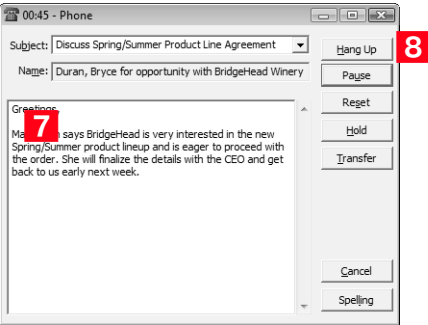 00:45 - Phone
Subject: Discuss Spring/Summer Product Line Agreement
Name: Duran, Bryce for opportunity with BridgeHead Winery
Greetings,
7
says BridgeHead is very interested in the new
Spring/Summer product lineup and is eager to proceed with
the order. She will finalize the details with the CEO and get
back to us early next week.
Hang Up
8
Pause
Reset
Hold
Transfer
Cancel
Spelling